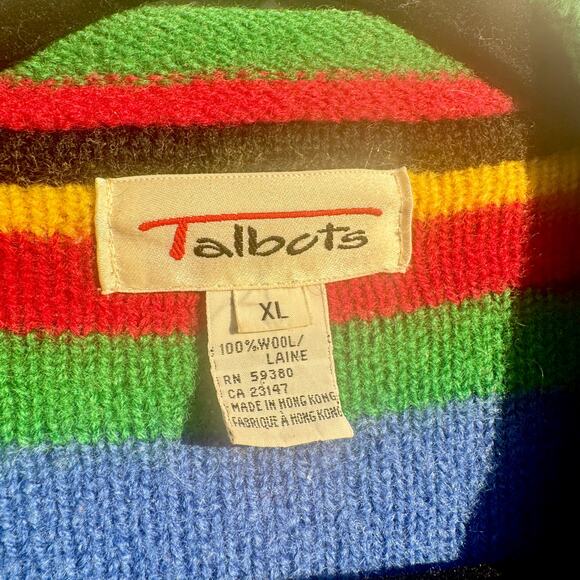 Talbots
XL
100% WOOL/
LAINE
RN 59380
CA 23147
MADE IN HONG KONG
FABRIQUE À HONG KONG